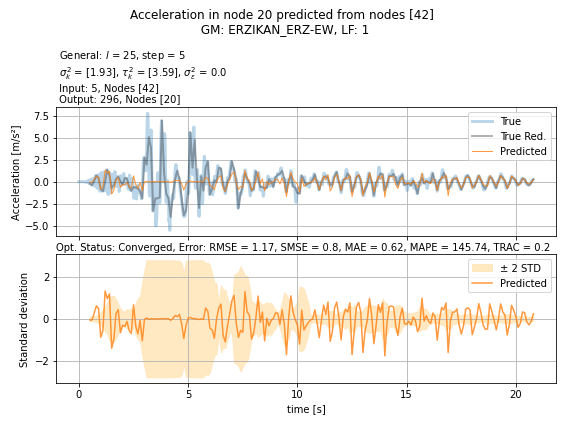 Acceleration in node 20 predicted from nodes [42]
GM: ERZIKAN_ERZ-EW, LF: 1
General: l = 25, step = 5
σ²ₖ = [1.93], τ²ₖ = [3.59], σ²ε = 0.0
Input: 5, Nodes [42]
Output: 296, Nodes [20]
Acceleration [m/s²]
7.5
5.0
2.5
0.0
−2.5
−5.0
True
True Red.
Predicted
Opt. Status: Converged, Error: RMSE = 1.17, SMSE = 0.8, MAE = 0.62, MAPE = 145.74, TRAC = 0.2
Standard deviation
2
0
−2
± 2 STD
Predicted
0
5
10
15
20
time [s]